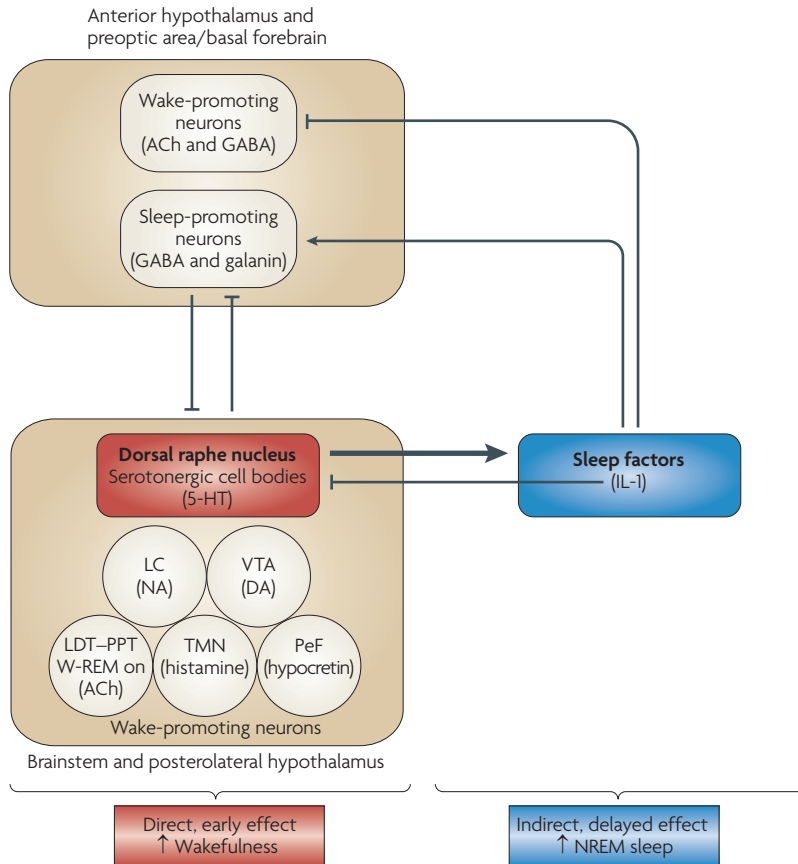 Anterior hypothalamus and
preoptic area/basal forebrain
Wake-promoting
neurons
(ACh and GABA)
Sleep-promoting
neurons
(GABA and galanin)
Dorsal raphe nucleus
Serotonergic cell bodies
(5-HT)
Sleep factors
(IL-1)
LC
(NA)
VTA
(DA)
LDT–PPT
W-REM on
(ACh)
TMN
(histamine)
PeF
(hypocretin)
Wake-promoting neurons
Brainstem and posterolateral hypothalamus
Direct, early effect
↑ Wakefulness
Indirect, delayed effect
↑ NREM sleep